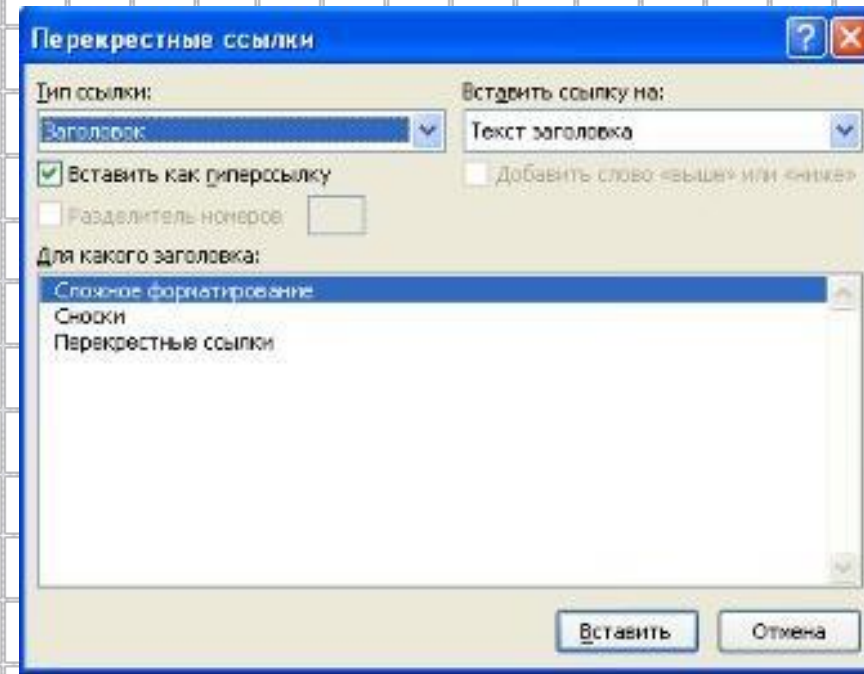 Перекрестные ссылки
Тип ссылки:
Вставить ссылку на:
Заголовок
Текст заголовка
Вставить как гиперссылку
Добавить слово «выше» или «ниже»
Разделитель номеров
Для какого заголовка:
Сложное форматирование
Сноски
Перекрестные ссылки
Вставить
Отмена